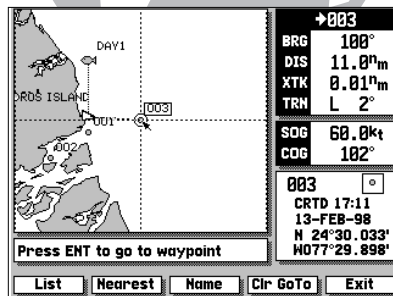 DAY1
ROS ISLAND
003
001
002
Press ENT to go to waypoint
→003
BRG 100°
DIS 11.0nm
XTK 0.01nm
TRN L 2°
SOG 60.0kt
COG 102°
003
CRTD 17:11
13-FEB-98
N 24°30.033'
W077°29.898'
List Nearest Name Clr GoTo Exit